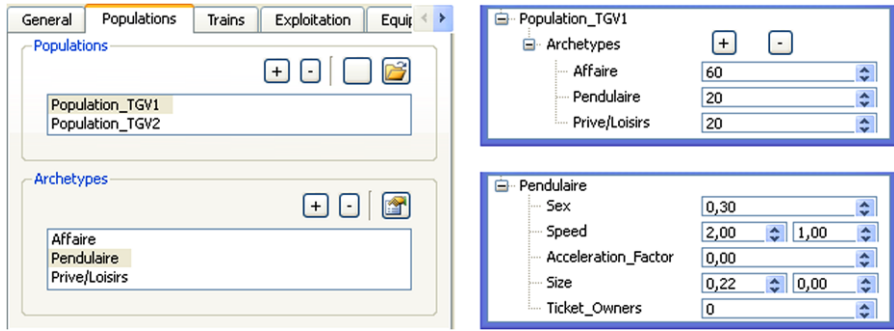 General Populations Trains Exploitation Equip
Populations
+ -
Population_TGV1
Population_TGV2
Archetypes
+ -
Affaire
Pendulaire
Prive/Loisirs
Population_TGV1
Archetypes + -
Affaire 60
Pendulaire 20
Prive/Loisirs 20
Pendulaire
Sex 0,30
Speed 2,00 1,00
Acceleration_Factor 0,00
Size 0,22 0,00
Ticket_Owners 0